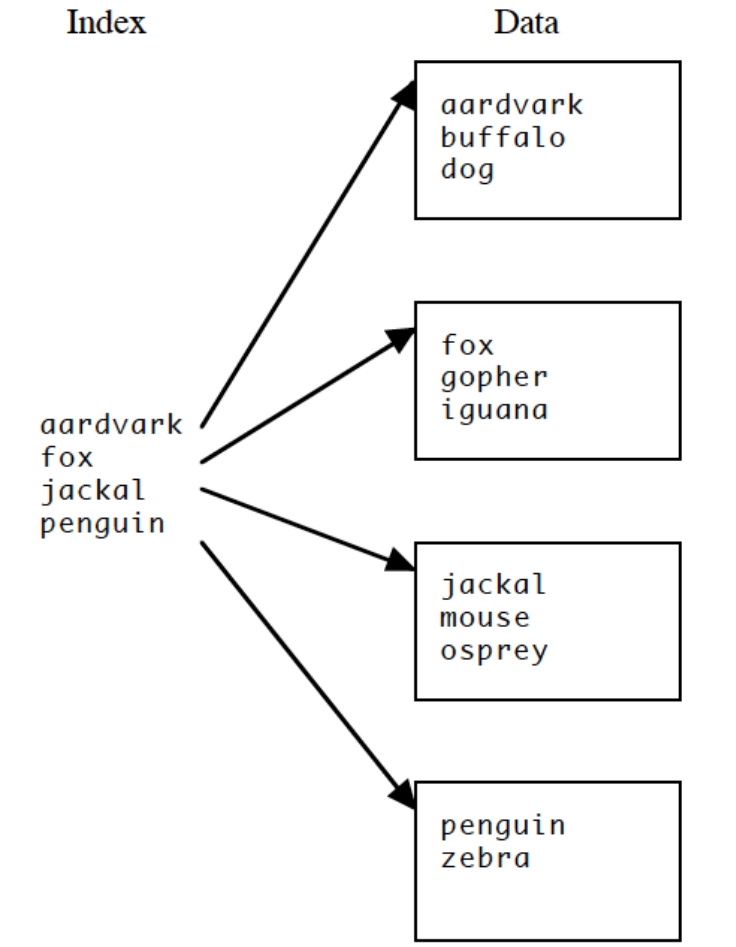 Index
Data
aardvark
buffalo
dog
fox
gopher
iguana
aardvark
fox
jackal
penguin
jackal
mouse
osprey
penguin
zebra